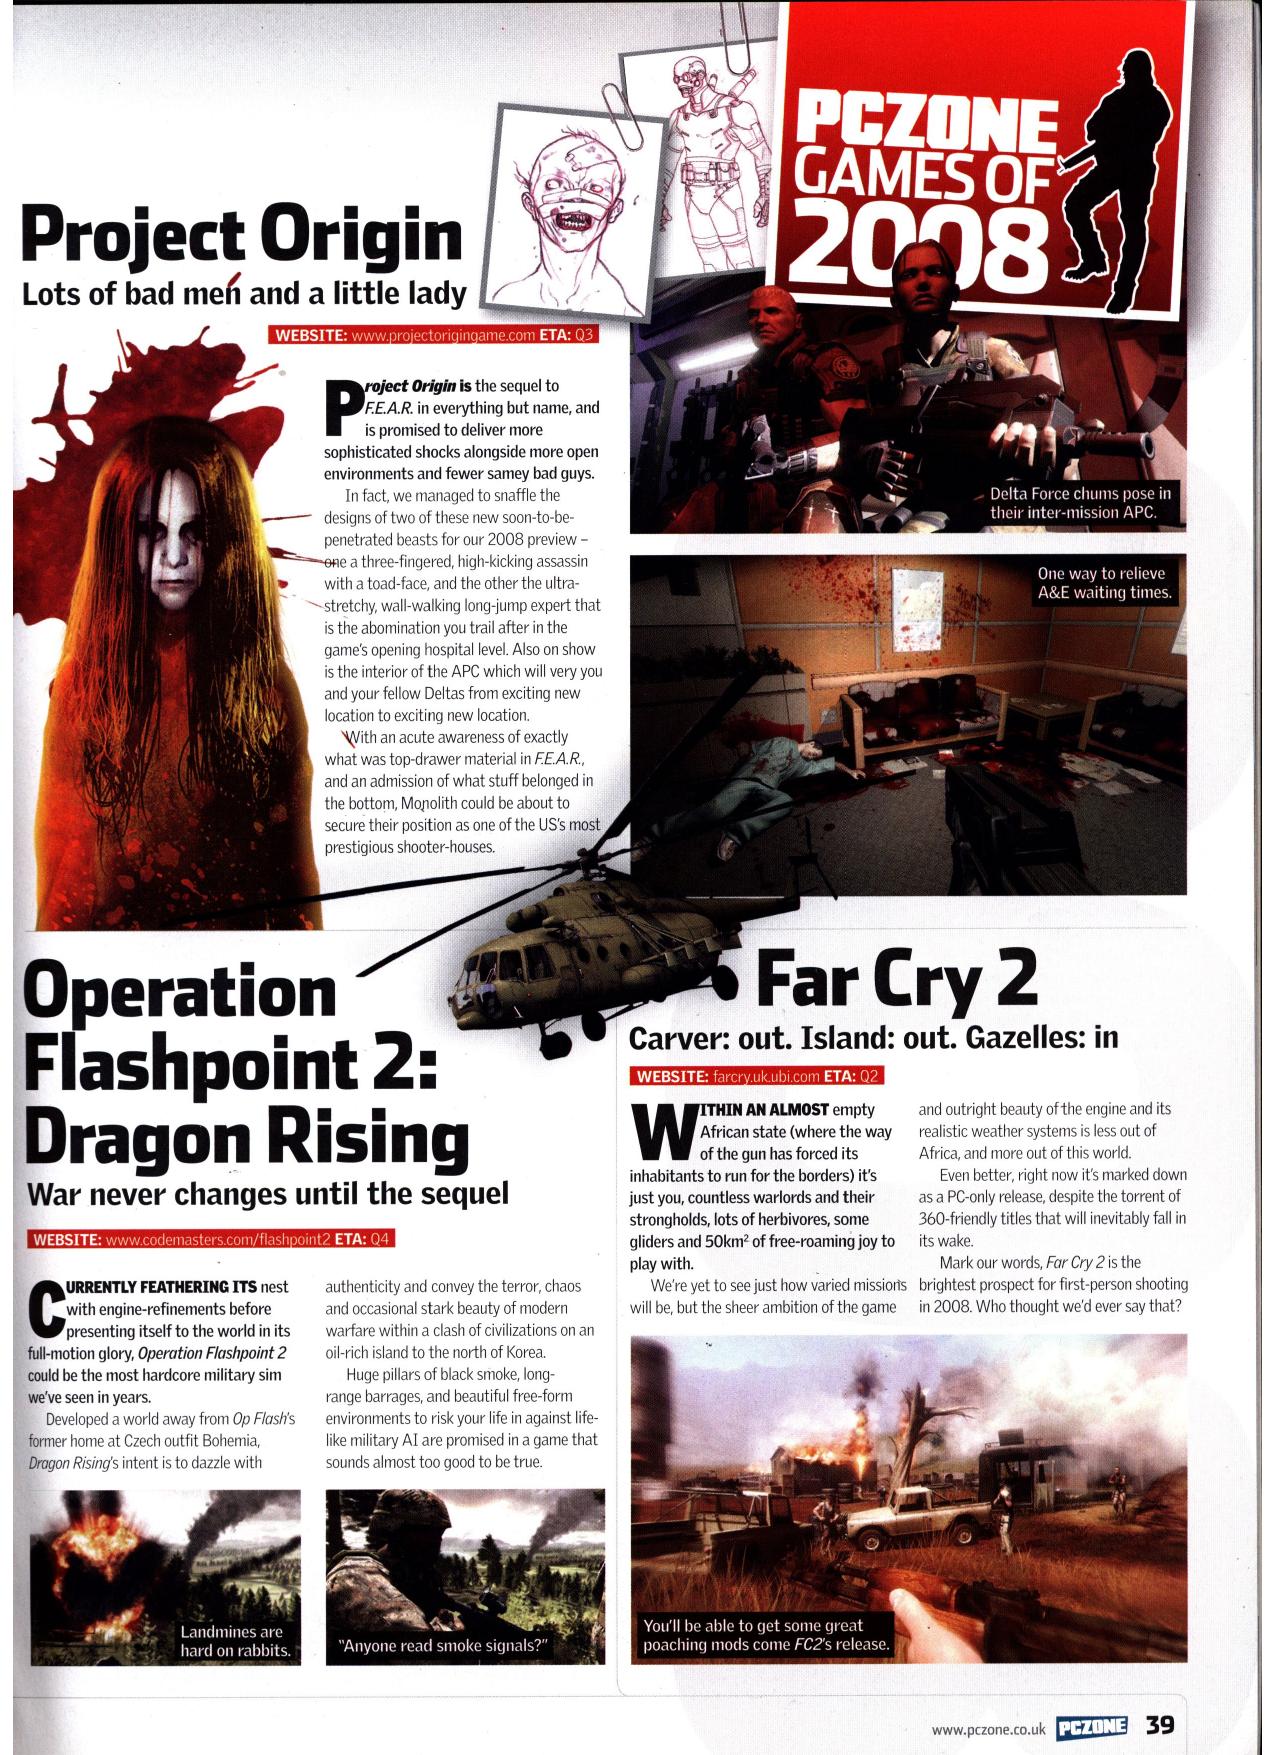 PCZONE
GAMES OF
2008
Project Origin
Lots of bad men and a little lady
WEBSITE: www.projectorigingame.com ETA: Q3
Project Origin is the sequel to
F.E.A.R. in everything but name, and
is promised to deliver more
sophisticated shocks alongside more open
environments and fewer samey bad guys.
In fact, we managed to snaffle the
designs of two of these new soon-to-be-
penetrated beasts for our 2008 preview –
one a three-fingered, high-kicking assassin
with a toad-face, and the other the ultra-
stretchy, wall-walking long-jump expert that
is the abomination you trail after in the
game's opening hospital level. Also on show
is the interior of the APC which will very you
and your fellow Deltas from exciting new
location to exciting new location.
With an acute awareness of exactly
what was top-drawer material in F.E.A.R.,
and an admission of what stuff belonged in
the bottom, Monolith could be about to
secure their position as one of the US's most
prestigious shooter-houses.
Delta Force chums pose in
their inter-mission APC.
One way to relieve
A&E waiting times.
Operation
Flashpoint 2:
Dragon Rising
War never changes until the sequel
WEBSITE: www.codemasters.com/flashpoint2 ETA: Q4
CURRENTLY FEATHERING ITS nest
with engine-refinements before
presenting itself to the world in its
full-motion glory, Operation Flashpoint 2
could be the most hardcore military sim
we've seen in years.
Developed a world away from Op Flash's
former home at Czech outfit Bohemia,
Dragon Rising's intent is to dazzle with
authenticity and convey the terror, chaos
and occasional stark beauty of modern
warfare within a clash of civilizations on an
oil-rich island to the north of Korea.
Huge pillars of black smoke, long-
range barrages, and beautiful free-form
environments to risk your life in against life-
like military AI are promised in a game that
sounds almost too good to be true.
Landmines are
hard on rabbits.
"Anyone read smoke signals?"
Far Cry 2
Carver: out. Island: out. Gazelles: in
WEBSITE: farcry.uk.ubi.com ETA: Q2
WITHIN AN ALMOST empty
African state (where the way
of the gun has forced its
inhabitants to run for the borders) it's
just you, countless warlords and their
strongholds, lots of herbivores, some
gliders and 50km² of free-roaming joy to
play with.
We're yet to see just how varied missions
will be, but the sheer ambition of the game
and outright beauty of the engine and its
realistic weather systems is less out of
Africa, and more out of this world.
Even better, right now it's marked down
as a PC-only release, despite the torrent of
360-friendly titles that will inevitably fall in
its wake.
Mark our words, Far Cry 2 is the
brightest prospect for first-person shooting
in 2008. Who thought we'd ever say that?
You'll be able to get some great
poaching mods come FC2's release.
www.pczone.co.uk PCZONE 39